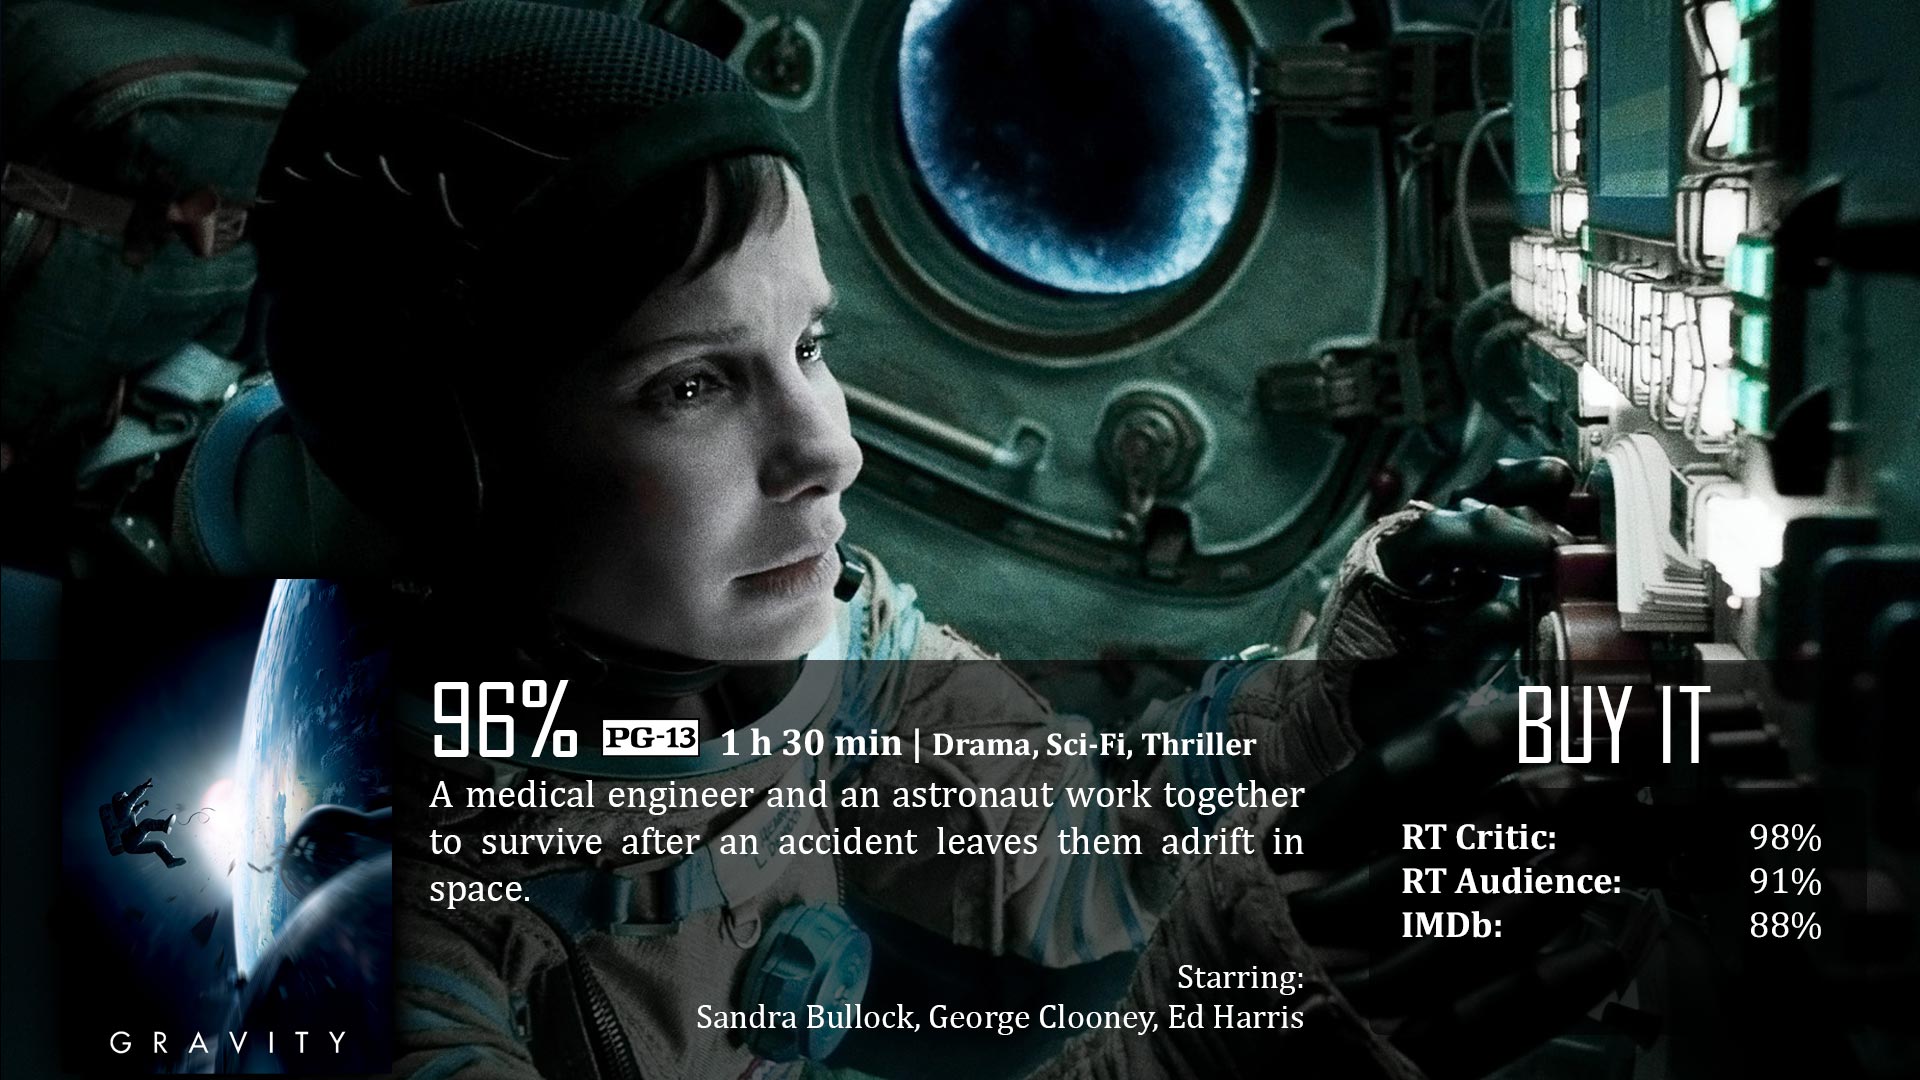 96% PG-13 1 h 30 min | Drama, Sci-Fi, Thriller
A medical engineer and an astronaut work together
to survive after an accident leaves them adrift in
space.
Starring:
Sandra Bullock, George Clooney, Ed Harris
BUY IT
RT Critic: 98%
RT Audience: 91%
IMDb: 88%
GRAVITY